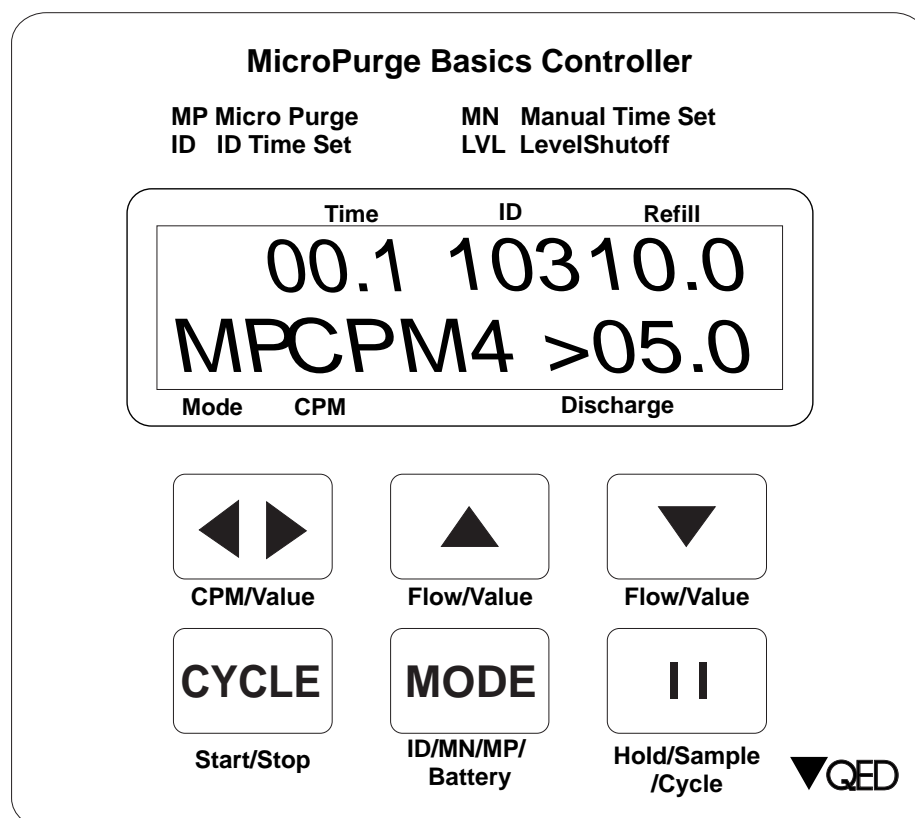 MicroPurge Basics Controller
MP Micro Purge MN Manual Time Set
ID ID Time Set LVL LevelShutoff
Time ID Refill
00.1 10310.0
MPCPM4 >05.0
Mode CPM Discharge
CPM/Value Flow/Value Flow/Value
CYCLE MODE
Start/Stop ID/MN/MP/ Hold/Sample
Battery /Cycle
QED